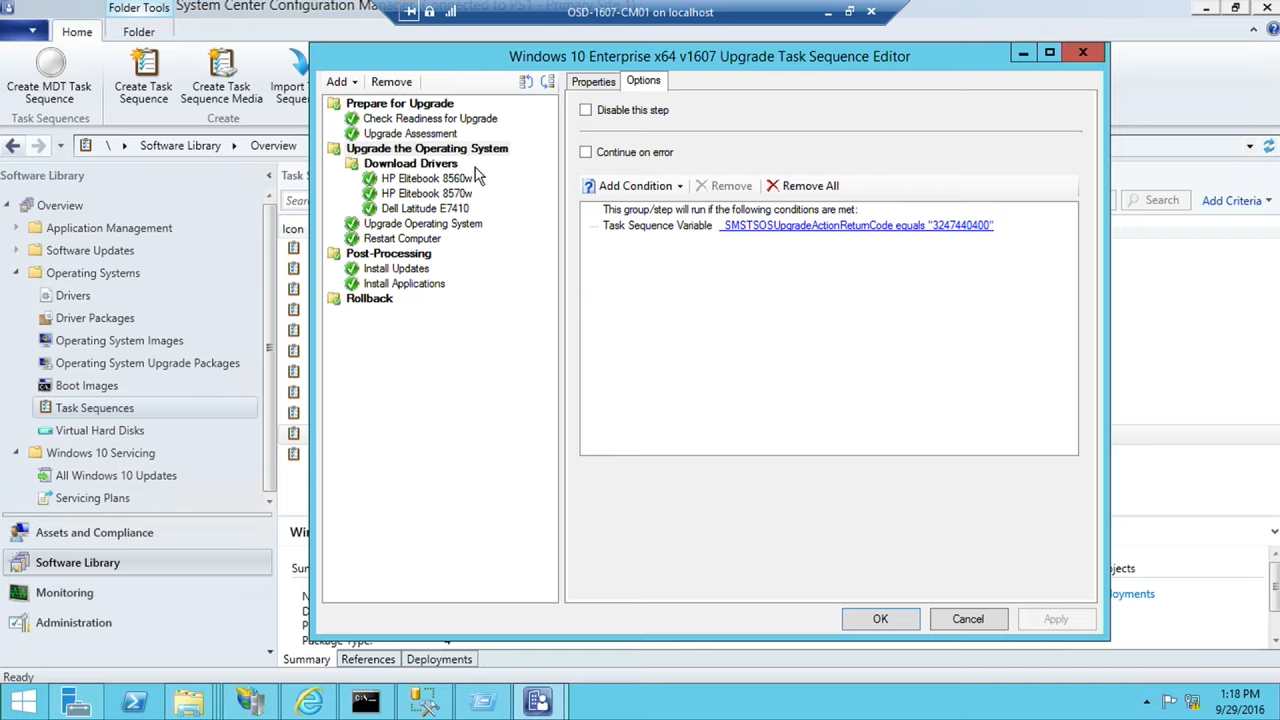 Folder Tools
System Center Configuration Mana
OSD-1607-CM01 on localhost
Home
Folder
Create MDT Task
Sequence
Create Task
Sequence
Create Task
Sequence Media
Import
Sequen
Task Sequences
Create
\ Software Library Overview
Software Library
Overview
Application Management
Software Updates
Operating Systems
Drivers
Driver Packages
Operating System Images
Operating System Upgrade Packages
Boot Images
Task Sequences
Virtual Hard Disks
Windows 10 Servicing
All Windows 10 Updates
Servicing Plans
Assets and Compliance
Software Library
Monitoring
Administration
Ready
Task S
Icon
Search
Add Criteria
Windows 10 Enterprise x64 v1607 Upgrade Task Sequence Editor
Add
Remove
Prepare for Upgrade
Check Readiness for Upgrade
Upgrade Assessment
Upgrade the Operating System
Download Drivers
HP Elitebook 8560w
HP Elitebook 8570w
Dell Latitude E7410
Upgrade Operating System
Restart Computer
Post-Processing
Install Updates
Install Applications
Rollback
Properties
Options
Disable this step
Continue on error
Add Condition
Remove
Remove All
This group/step will run if the following conditions are met:
Task Sequence Variable _SMSTSOSUpgradeActionReturnCode equals "3247440400"
OK
Cancel
Apply
Summary
References
Deployments
1:18 PM
9/29/2016